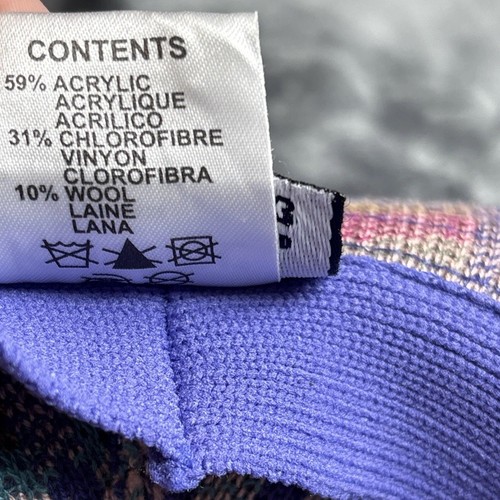 CONTENTS
59% ACRYLIC
ACRYLIQUE
ACRILICO
31% CHLOROFIBRE
VINYON
CLOROFIBRA
10% WOOL
LAINE
LANA